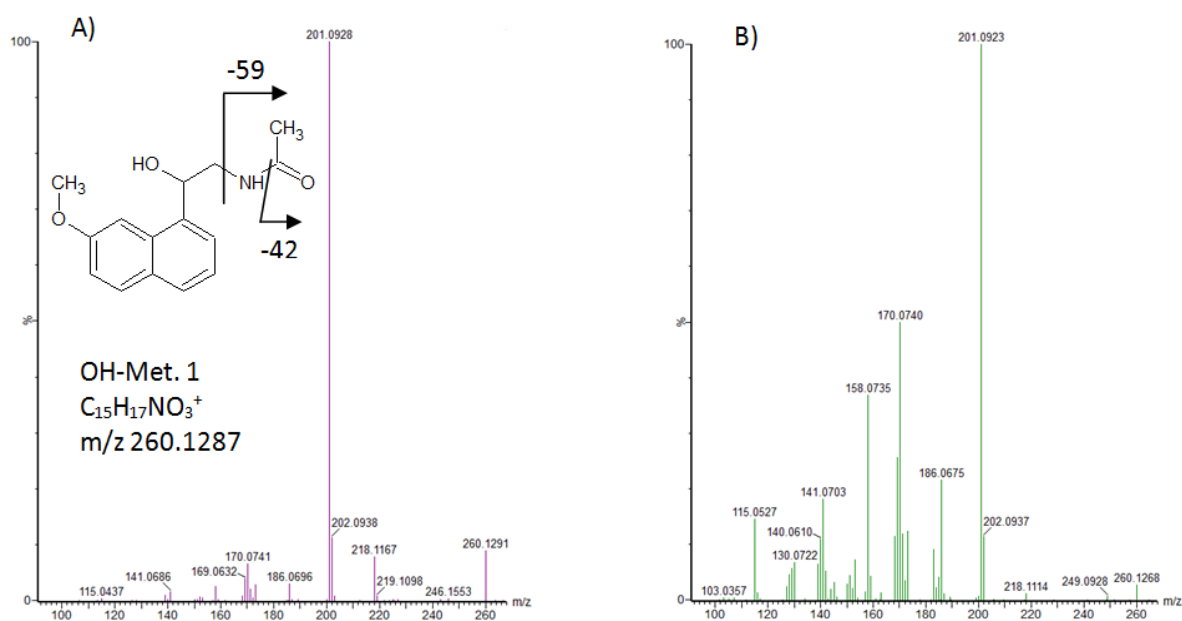 A)
100
201.0928
-59
CH₃
HO
NH
O
CH₃
O
-42
%
OH-Met. 1
C₁₅H₁₇NO₃⁺
m/z 260.1287
202.0938
218.1167
260.1291
170.0741
169.0632
186.0696
219.1098
141.0686
115.0437
246.1553
0
100 120 140 160 180 200 220 240 260 m/z
B)
100
201.0923
%
170.0740
158.0735
186.0675
141.0703
115.0527
140.0610
202.0937
130.0722
103.0357
218.1114
249.0928
260.1268
0
100 120 140 160 180 200 220 240 260 m/z